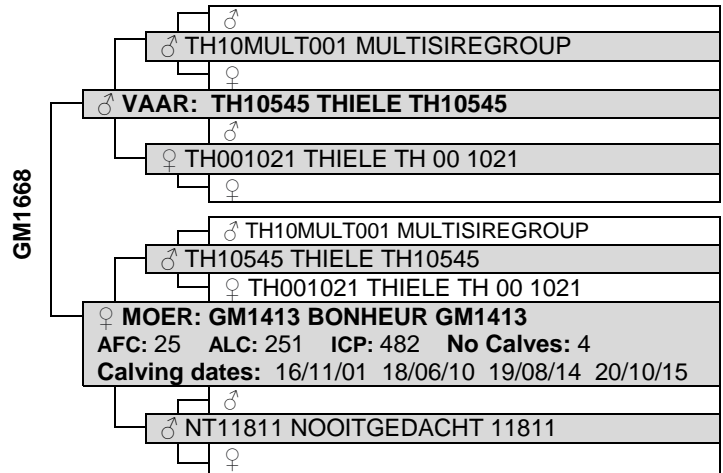 ♂
♂ TH10MULT001 MULTISIREGROUP
♀
♂ VAAR: TH10545 THIELE TH10545
♂
♀ TH001021 THIELE TH 00 1021
♀
GM1668
♂ TH10MULT001 MULTISIREGROUP
♂ TH10545 THIELE TH10545
♀ TH001021 THIELE TH 00 1021
♀ MOER: GM1413 BONHEUR GM1413
AFC: 25 ALC: 251 ICP: 482 No Calves: 4
Calving dates: 16/11/01 18/06/10 19/08/14 20/10/15
♂
♂ NT11811 NOOITGEDACHT 11811
♀